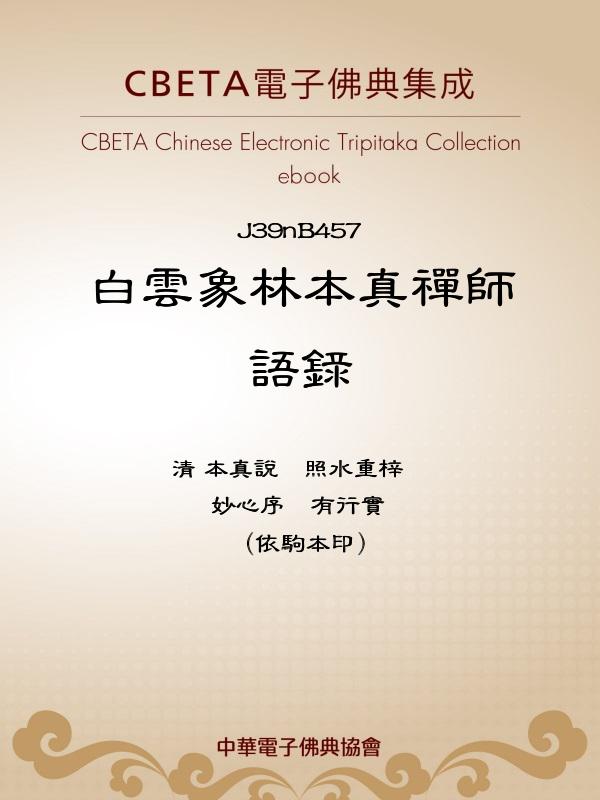 CBETA電子佛典集成
CBETA Chinese Electronic Tripitaka Collection
ebook
J39nB457
白雲象林本真禪師
語錄
清 本真說 照水重梓
妙心序 有行實
(依駒本印)
中華電子佛典協會